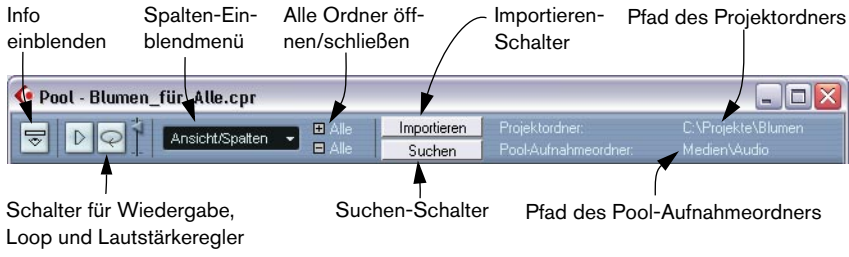 Info
einblenden
Spalten-Ein-
blendmenü
Alle Ordner öff-
nen/schließen
Importieren-
Schalter
Pfad des Projektordners
Pool - Blumen_für_Alle.cpr
Ansicht/Spalten
Alle
Alle
Importieren
Suchen
Projektordner:
C:\Projekte\Blumen
Pool-Aufnahmeordner:
Medien\Audio
Schalter für Wiedergabe,
Loop und Lautstärkeregler
Suchen-Schalter
Pfad des Pool-Aufnahmeordners